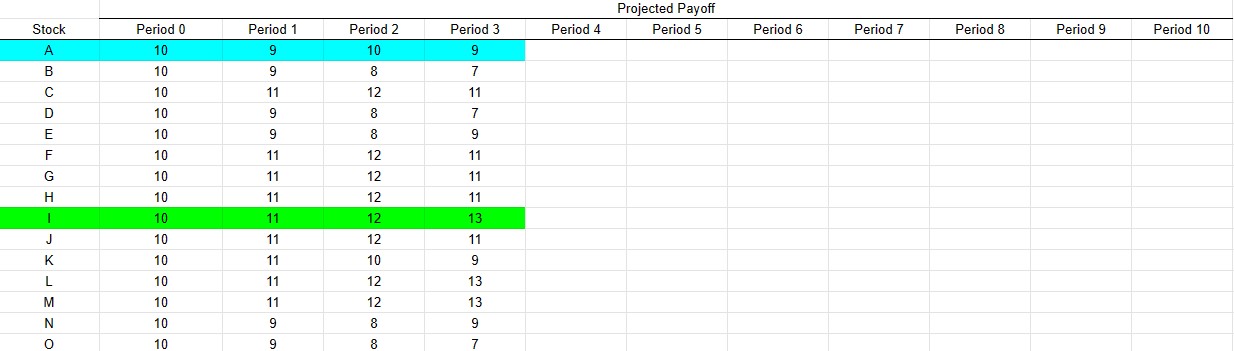 Projected Payoff
Stock Period 0 Period 1 Period 2 Period 3 Period 4 Period 5 Period 6 Period 7 Period 8 Period 9 Period 10
A 10 9 10 9
B 10 9 8 7
C 10 11 12 11
D 10 9 8 7
E 10 9 8 9
F 10 11 12 11
G 10 11 12 11
H 10 11 12 11
I 10 11 12 13
J 10 11 12 11
K 10 11 10 9
L 10 11 12 13
M 10 11 12 13
N 10 9 8 9
O 10 9 8 7